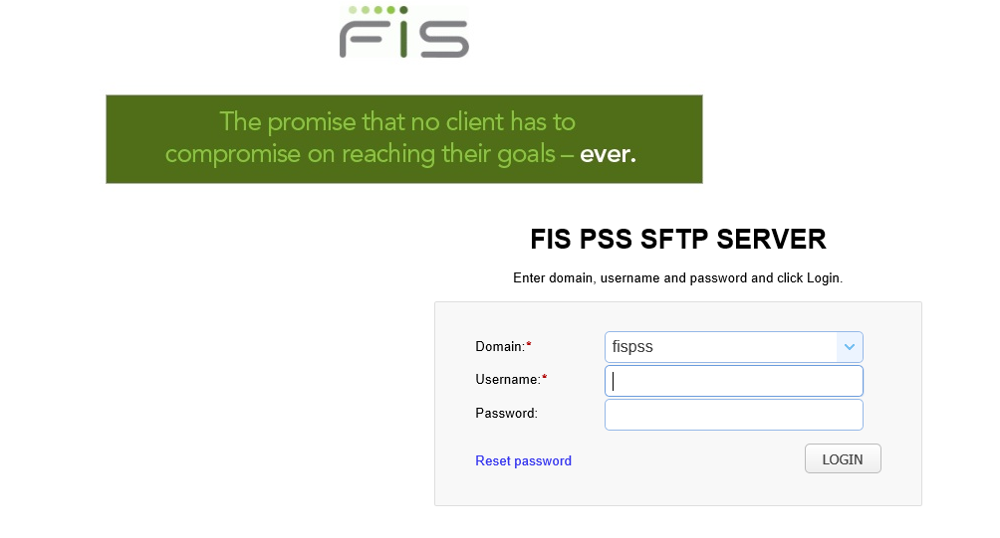 FIS
The promise that no client has to
compromise on reaching their goals – ever.
FIS PSS SFTP SERVER
Enter domain, username and password and click Login.
Domain:*
fispss
Username:*
Password:
Reset password
LOGIN